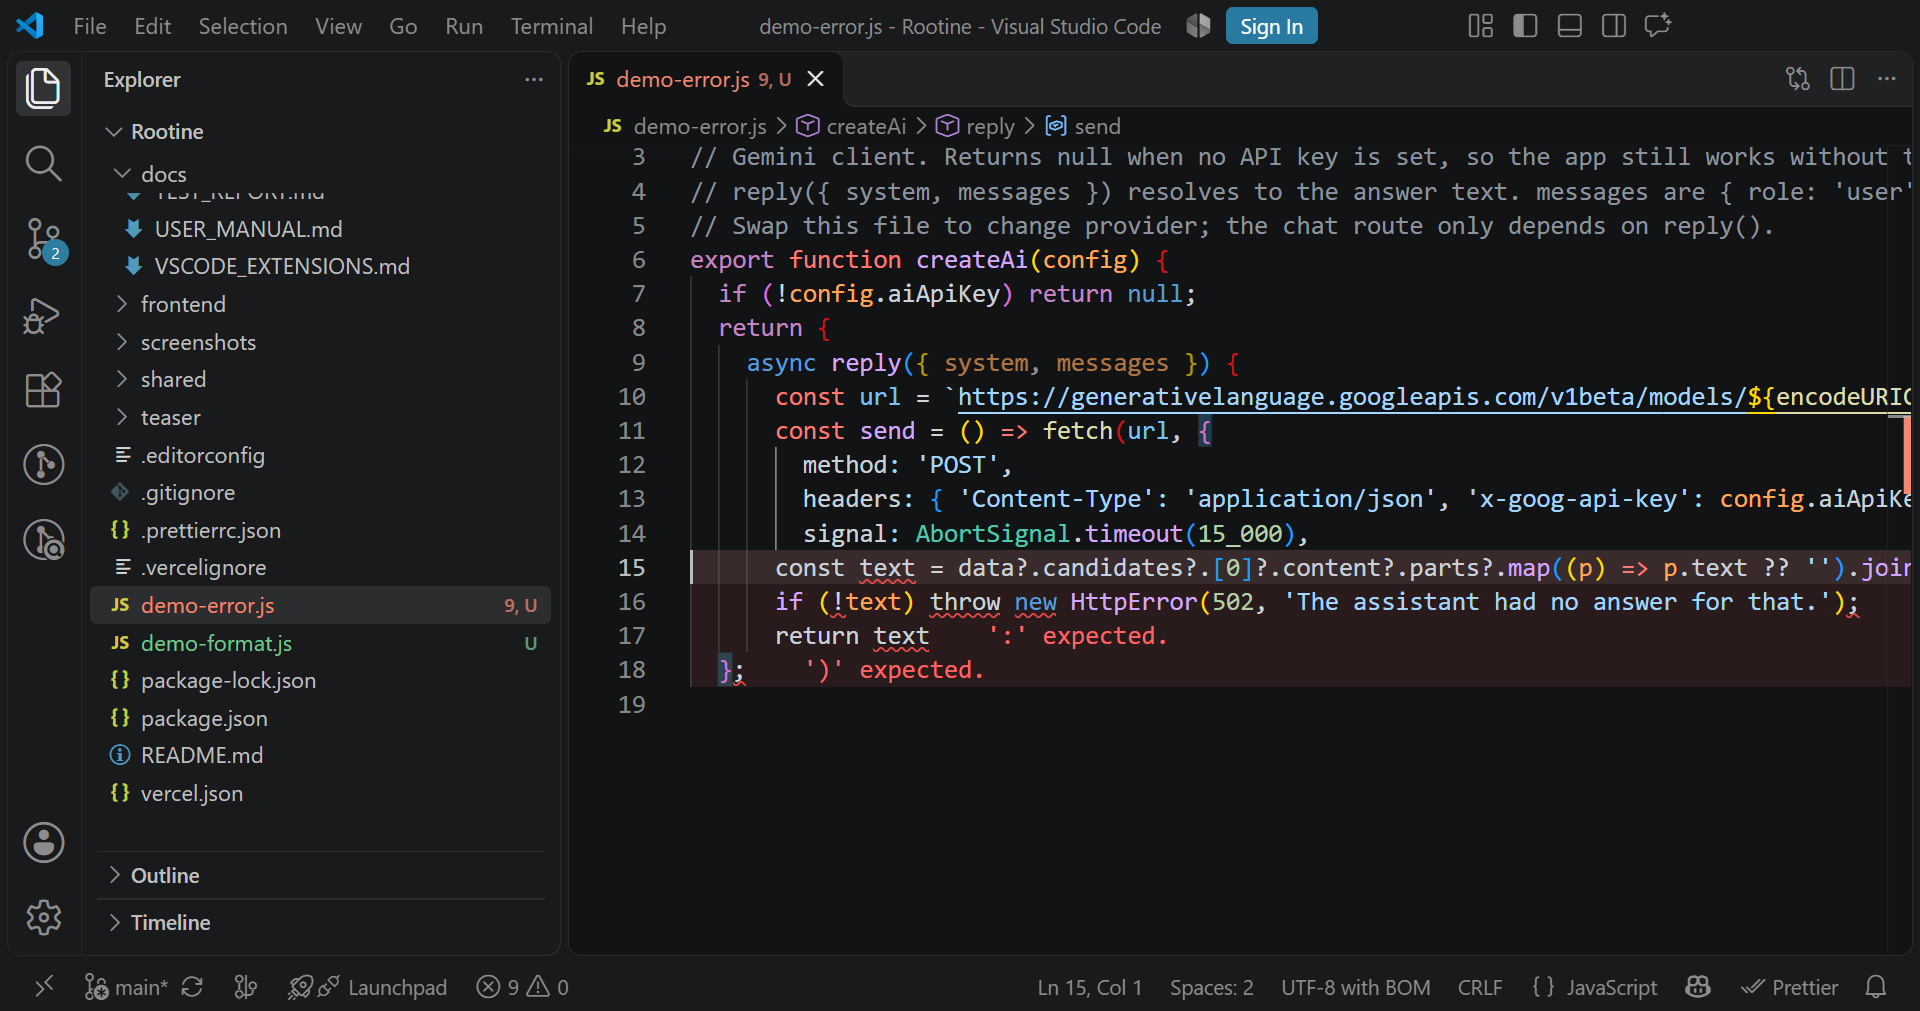 File Edit Selection View Go Run Terminal Help
demo-error.js - Rootine - Visual Studio Code
Sign In
Explorer
Rootine
docs
TEST_REPORT.md
USER_MANUAL.md
VSCODE_EXTENSIONS.md
frontend
screenshots
shared
teaser
.editorconfig
.gitignore
.prettierrc.json
.vercelignore
JS demo-error.js 9, U
JS demo-format.js U
package-lock.json
package.json
README.md
vercel.json
Outline
Timeline
2
JS demo-error.js 9, U
JS demo-error.js > createAi > reply > send
3 // Gemini client. Returns null when no API key is set, so the app still works without t
4 // reply({ system, messages }) resolves to the answer text. messages are { role: 'user'
5 // Swap this file to change provider; the chat route only depends on reply().
6 export function createAi(config) {
7 if (!config.aiApiKey) return null;
8 return {
9 async reply({ system, messages }) {
10 const url = `https://generativelanguage.googleapis.com/v1beta/models/${encodeURIC
11 const send = () => fetch(url, {
12 method: 'POST',
13 headers: { 'Content-Type': 'application/json', 'x-goog-api-key': config.aiApiKe
14 signal: AbortSignal.timeout(15_000),
15 const text = data?.candidates?.[0]?.content?.parts?.map((p) => p.text ?? '').join
16 if (!text) throw new HttpError(502, 'The assistant had no answer for that.');
17 return text ':' expected.
18 }; ')' expected.
19
main* Launchpad 9 0
Ln 15, Col 1 Spaces: 2 UTF-8 with BOM CRLF { } JavaScript Prettier